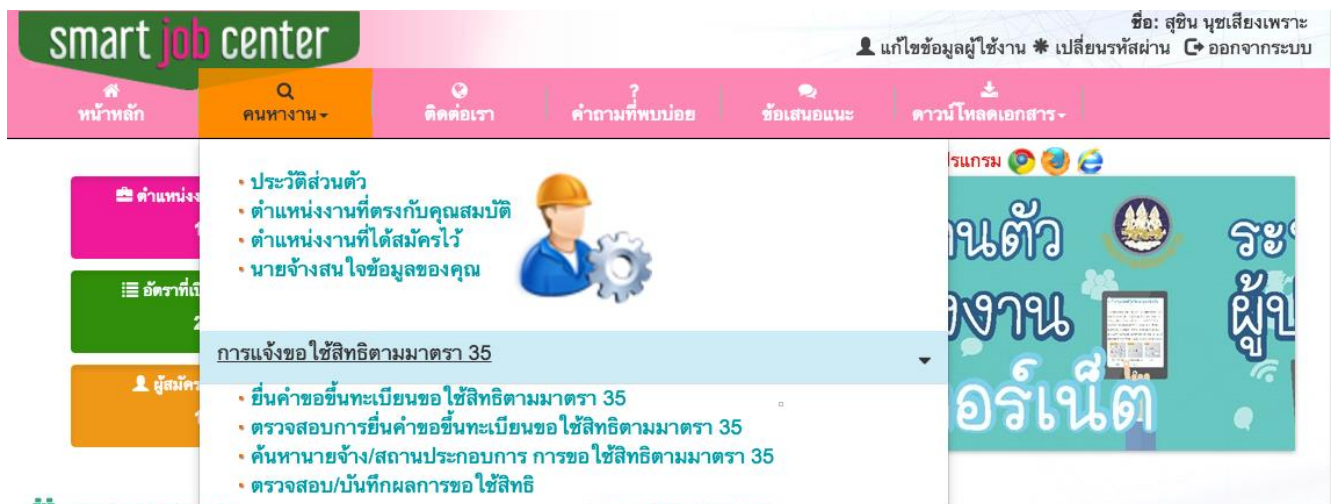 smart job center
ชื่อ: สุชิน นุชเสียงเพราะ
แก้ไขข้อมูลผู้ใช้งาน เปลี่ยนรหัสผ่าน ออกจากระบบ
หน้าหลัก
คนหางาน
ติดต่อเรา
คำถามที่พบบ่อย
ข้อเสนอแนะ
ดาวน์โหลดเอกสาร
ประวัติส่วนตัว
ตำแหน่งงานที่ตรงกับคุณสมบัติ
ตำแหน่งงานที่ได้สมัครไว้
นายจ้างสนใจข้อมูลของคุณ
การแจ้งขอใช้สิทธิตามมาตรา 35
ยื่นคำขอขึ้นทะเบียนขอใช้สิทธิตามมาตรา 35
ตรวจสอบการยื่นคำขอขึ้นทะเบียนขอใช้สิทธิตามมาตรา 35
ค้นหานายจ้าง/สถานประกอบการ การขอใช้สิทธิตามมาตรา 35
ตรวจสอบ/บันทึกผลการขอใช้สิทธิ